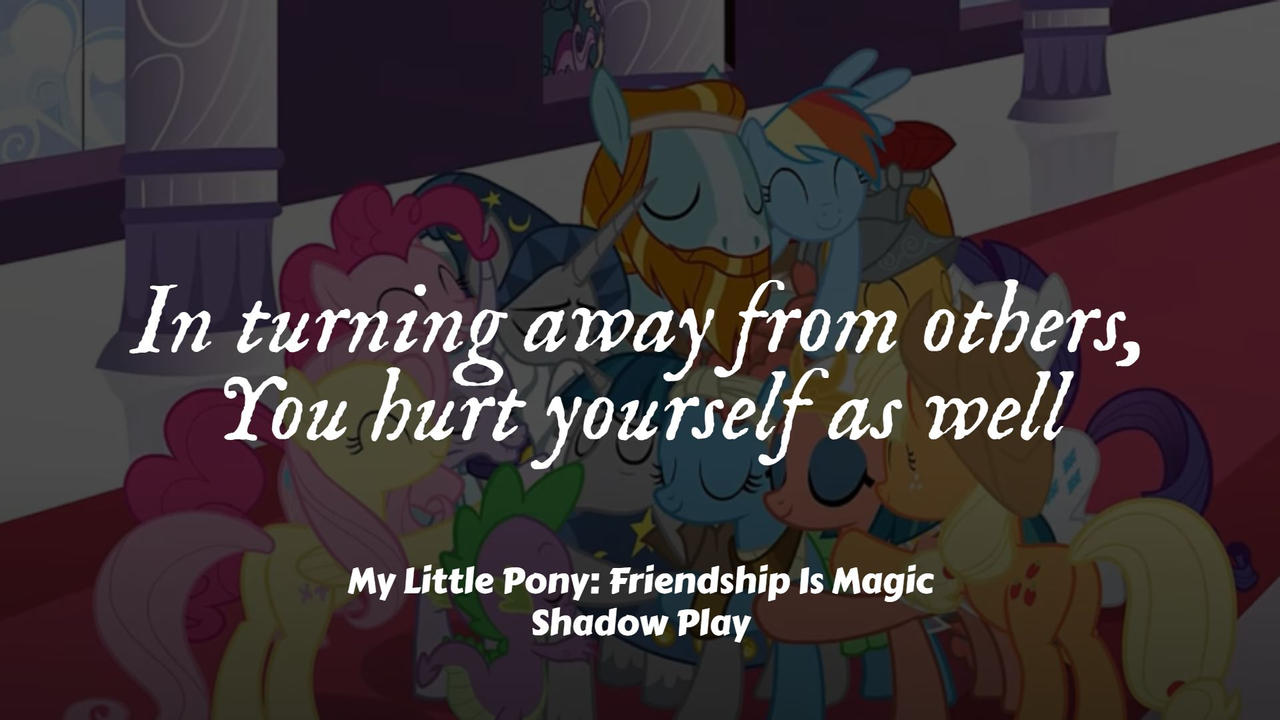 In turning away from others,
You hurt yourself as well
My Little Pony: Friendship Is Magic
Shadow Play